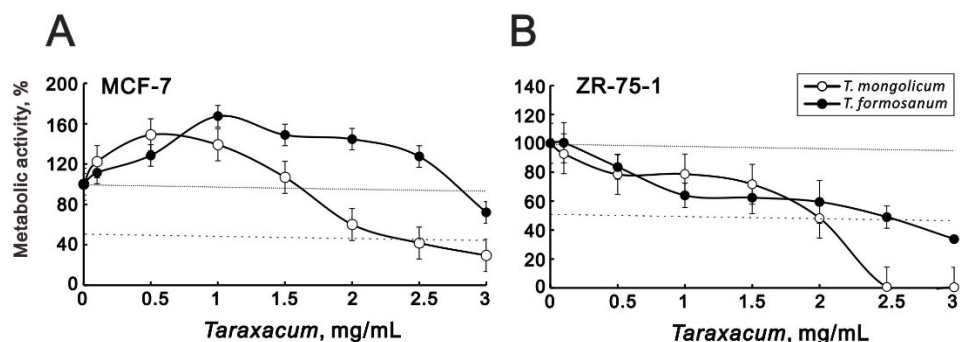 A
MCF-7
Metabolic activity, %
200
160
120
80
40
0
0 0.5 1 1.5 2 2.5 3
Taraxacum, mg/mL
B
ZR-75-1
T. mongolicum
T. formosanum
140
120
100
80
60
40
20
0
0 0.5 1 1.5 2 2.5 3
Taraxacum, mg/mL